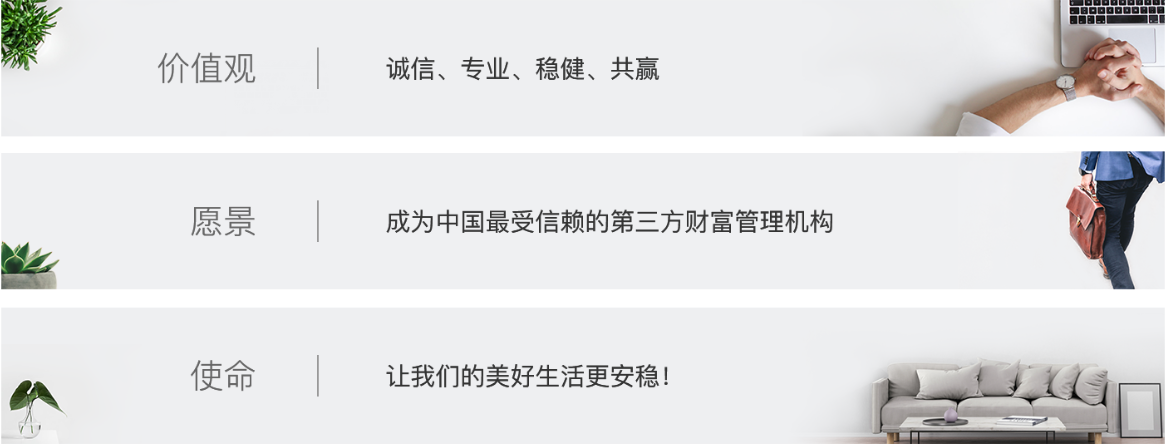 价值观
诚信、专业、稳健、共赢
愿景
成为中国最受信赖的第三方财富管理机构
使命
让我们的美好生活更安稳！